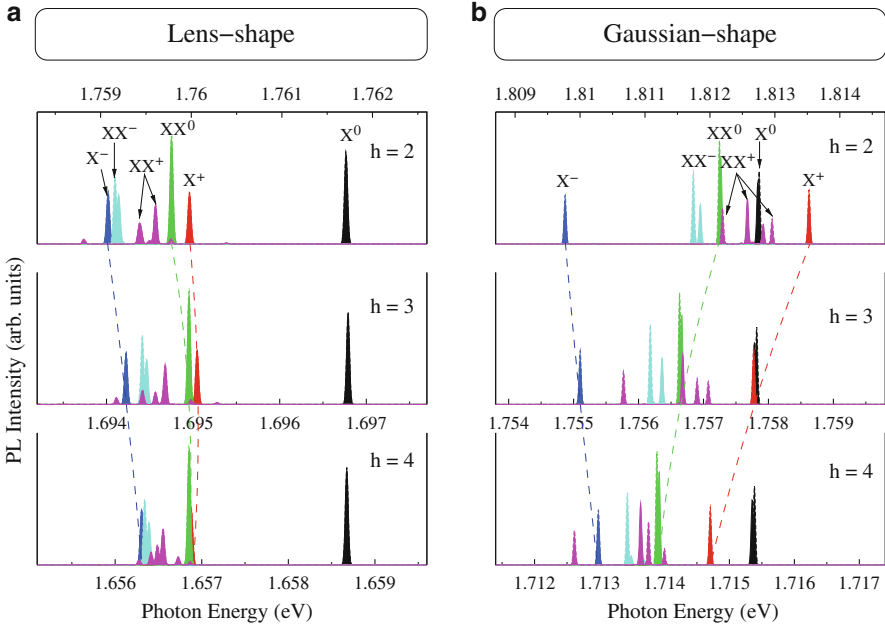 a
Lens−shape
b
Gaussian−shape
1.759 1.76 1.761 1.762
1.809 1.81 1.811 1.812 1.813 1.814
X− XX− XX+ XX0 X+ X0 h = 2
X− XX− XX0 XX+ X0 X+ h = 2
h = 3
h = 3
1.694 1.695 1.696 1.697
1.754 1.755 1.756 1.757 1.758 1.759
h = 4
h = 4
1.656 1.657 1.658 1.659
1.712 1.713 1.714 1.715 1.716 1.717
Photon Energy (eV)
Photon Energy (eV)
PL Intensity (arb. units)